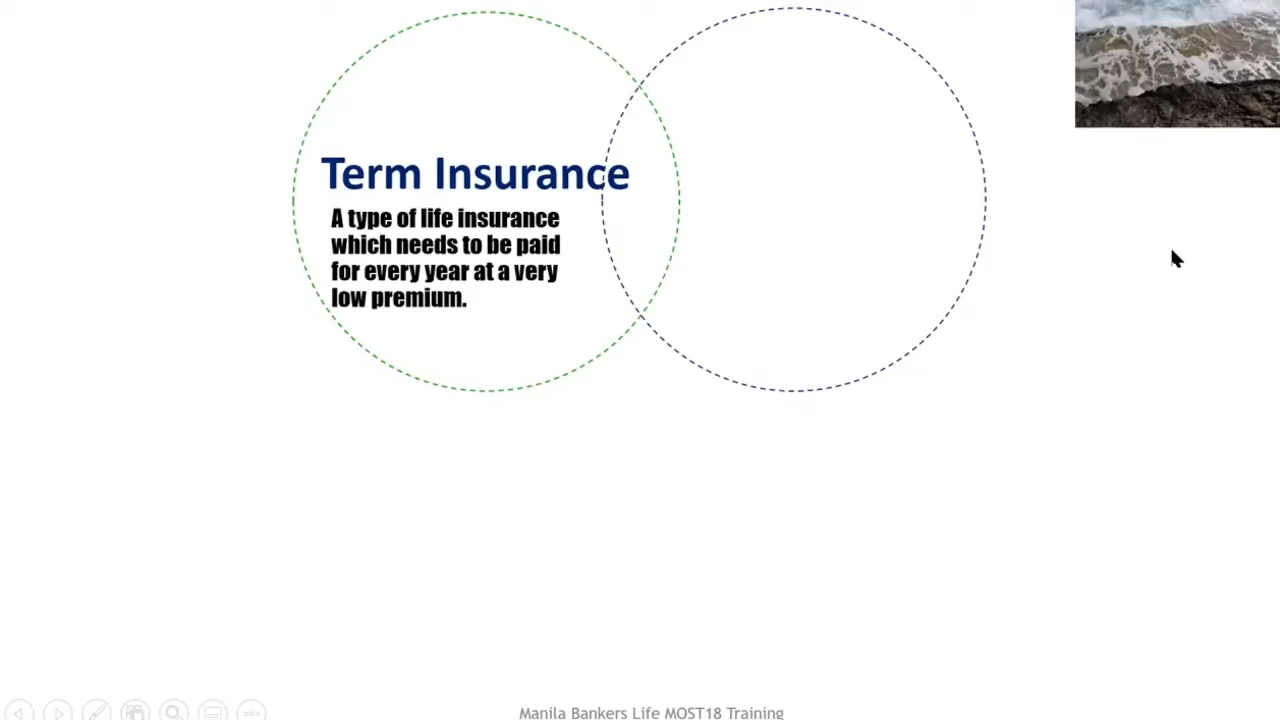 Term Insurance
A type of life insurance
which needs to be paid
for every year at a very
low premium.
Manila Bankers Life MOST18 Training